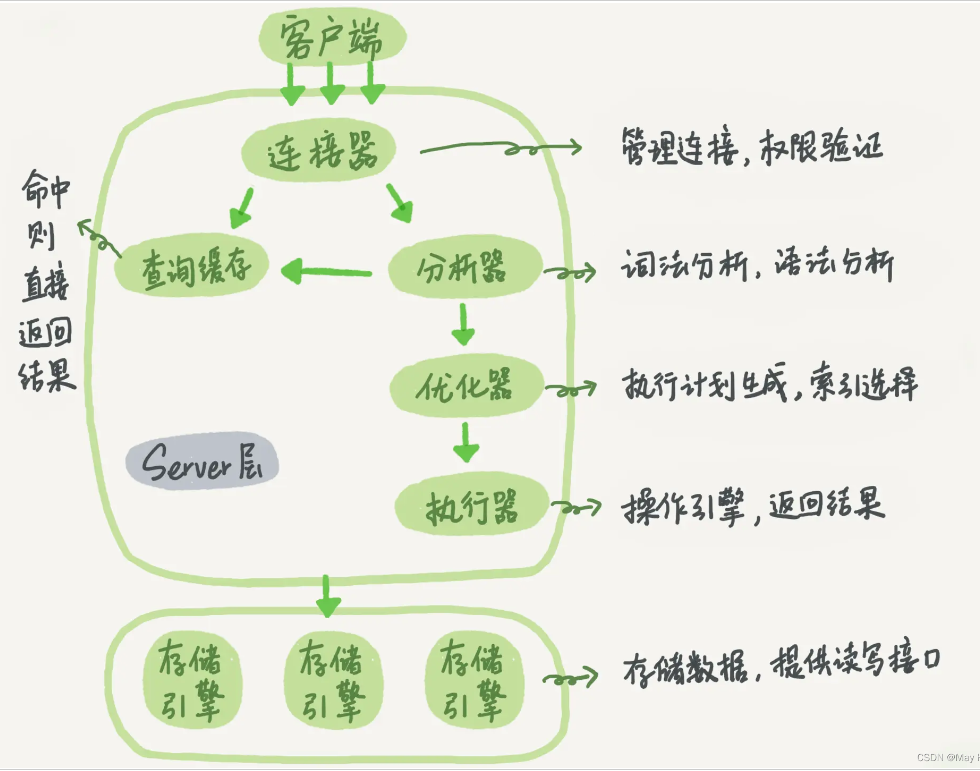 客户端
连接器
管理连接，权限验证
命中
则
直接
返回
结果
查询缓存
分析器
词法分析，语法分析
优化器
执行计划生成，索引选择
Server层
执行器
操作引擎，返回结果
存储
引擎
存储
引擎
存储
引擎
存储数据，提供读写接口
CSDN @May